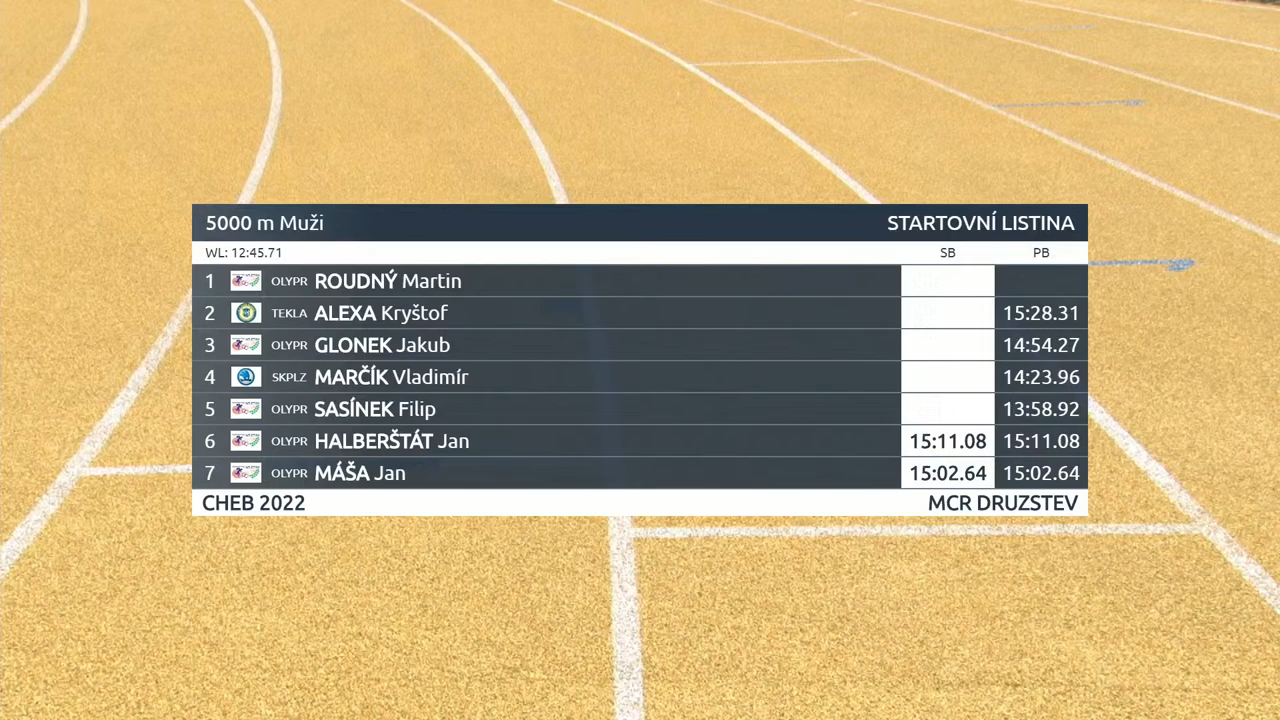 5000 m Muži STARTOVNÍ LISTINA
WL: 12:45.71 SB PB
1 OLYPR ROUDNÝ Martin
2 TEKLA ALEXA Kryštof 15:28.31
3 OLYPR GLONEK Jakub 14:54.27
4 SKPLZ MARČÍK Vladimír 14:23.96
5 OLYPR SASÍNEK Filip 13:58.92
6 OLYPR HALBERŠTÁT Jan 15:11.08 15:11.08
7 OLYPR MÁŠA Jan 15:02.64 15:02.64
CHEB 2022 MCR DRUZSTEV